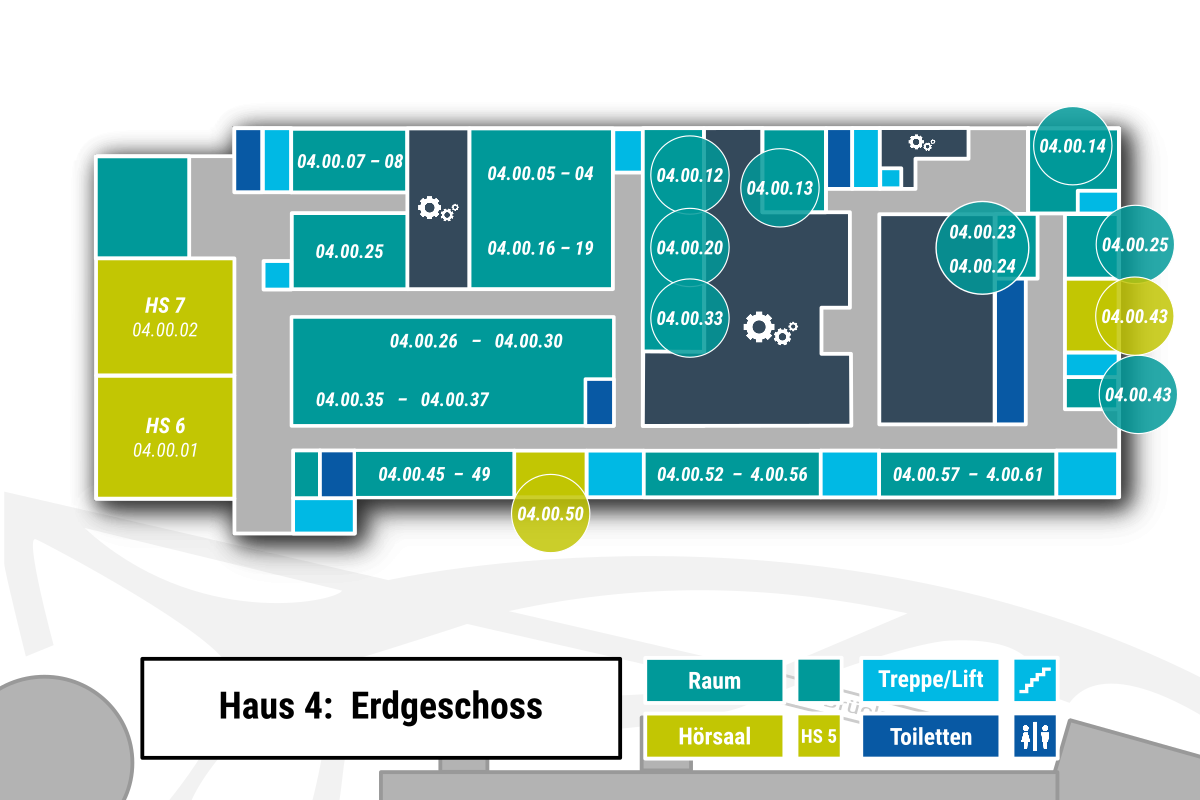 04.00.14
04.00.07 – 08
04.00.05 – 04
04.00.12
04.00.13
04.00.16 – 19
04.00.25
04.00.20
04.00.23
04.00.24
04.00.25
HS 7
04.00.02
04.00.33
04.00.43
04.00.26 – 04.00.30
04.00.35 – 04.00.37
04.00.43
HS 6
04.00.01
04.00.45 – 49
04.00.50
04.00.52 – 4.00.56
04.00.57 – 4.00.61
Haus 4: Erdgeschoss
Raum
Treppe/Lift
Hörsaal
HS 5
Toiletten